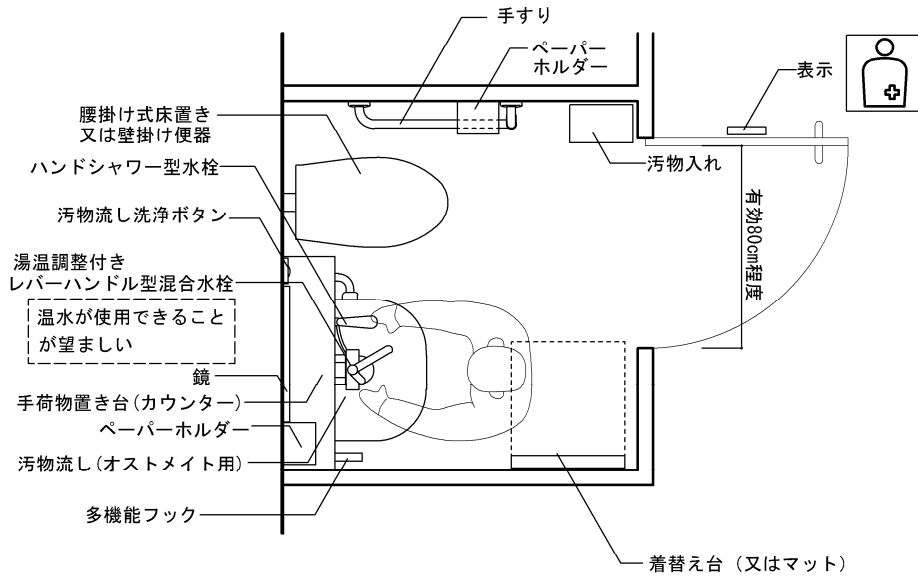 手すり
ペーパー
ホルダー
表示
腰掛け式床置き
又は壁掛け便器
ハンドシャワー型水栓
汚物入れ
汚物流し洗浄ボタン
有効80cm程度
湯温調整付き
レバーハンドル型混合水栓
温水が使用できること
が望ましい
鏡
手荷物置き台(カウンター)
ペーパーホルダー
汚物流し(オストメイト用)
多機能フック
着替え台（又はマット）